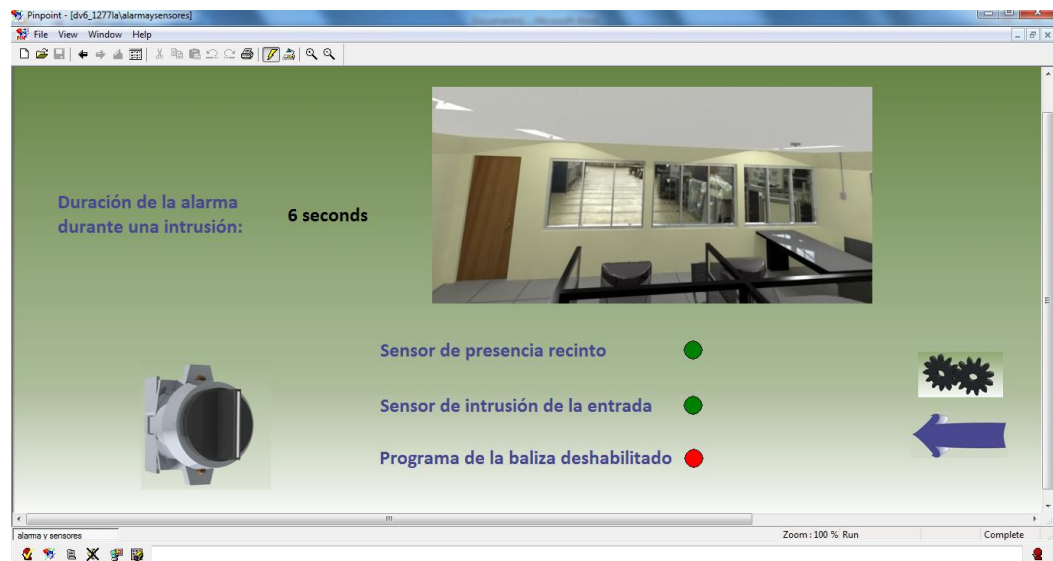 Pinpoint - [dv6_1277la\alarmaysensores]
File View Window Help
Duración de la alarma
durante una intrusión:
6 seconds
Sensor de presencia recinto
Sensor de intrusión de la entrada
Programa de la baliza deshabilitado
alarma y sensores
Zoom : 100 % Run
Complete